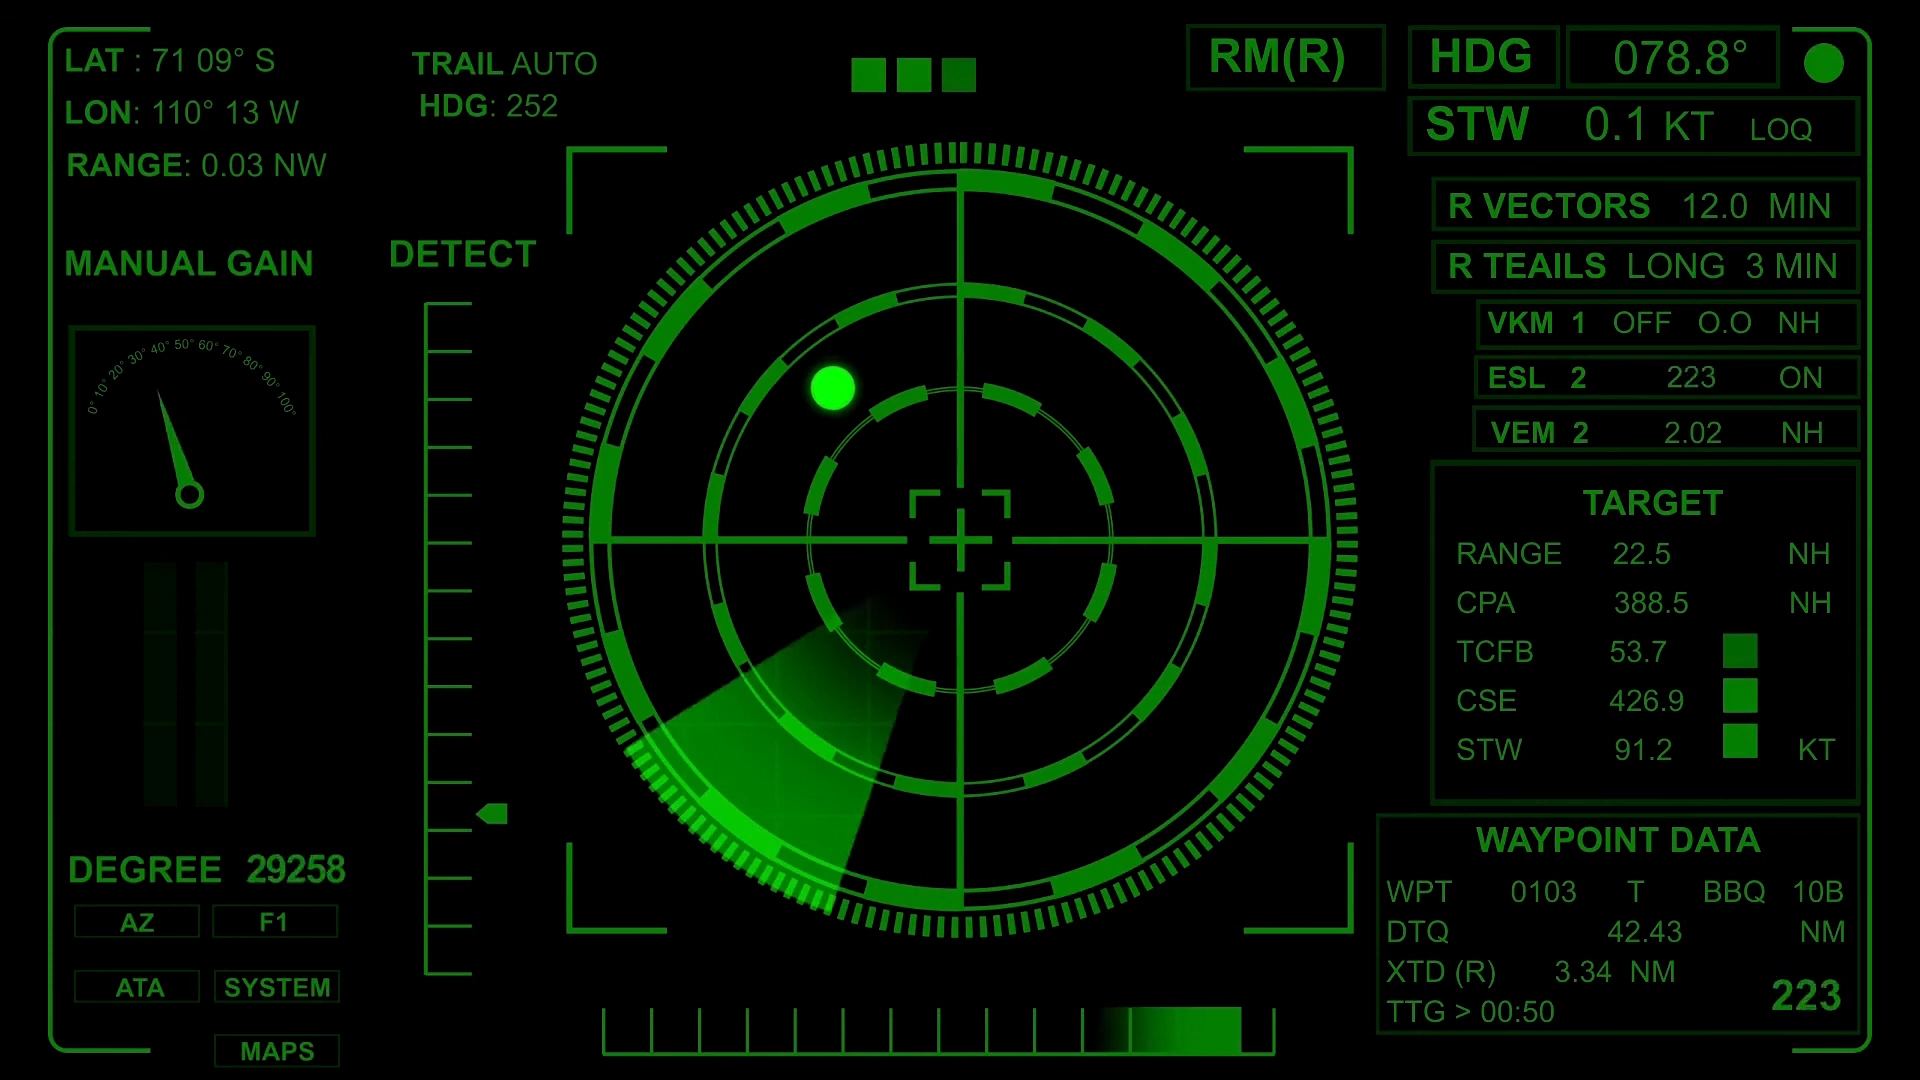 LAT : 71 09° S
LON: 110° 13 W
RANGE: 0.03 NW
TRAIL AUTO
HDG: 252
RM(R)
HDG 078.8°
STW 0.1 KT LOQ
MANUAL GAIN
0° 10° 20° 30° 40° 50° 60° 70° 80° 90° 100°
DETECT
R VECTORS 12.0 MIN
R TEAILS LONG 3 MIN
VKM 1 OFF O.O NH
ESL 2 223 ON
VEM 2 2.02 NH
TARGET
RANGE 22.5 NH
CPA 388.5 NH
TCFB 53.7
CSE 426.9
STW 91.2 KT
DEGREE 29258
AZ F1
ATA SYSTEM
MAPS
WAYPOINT DATA
WPT 0103 T BBQ 10B
DTQ 42.43 NM
XTD (R) 3.34 NM
TTG > 00:50
223